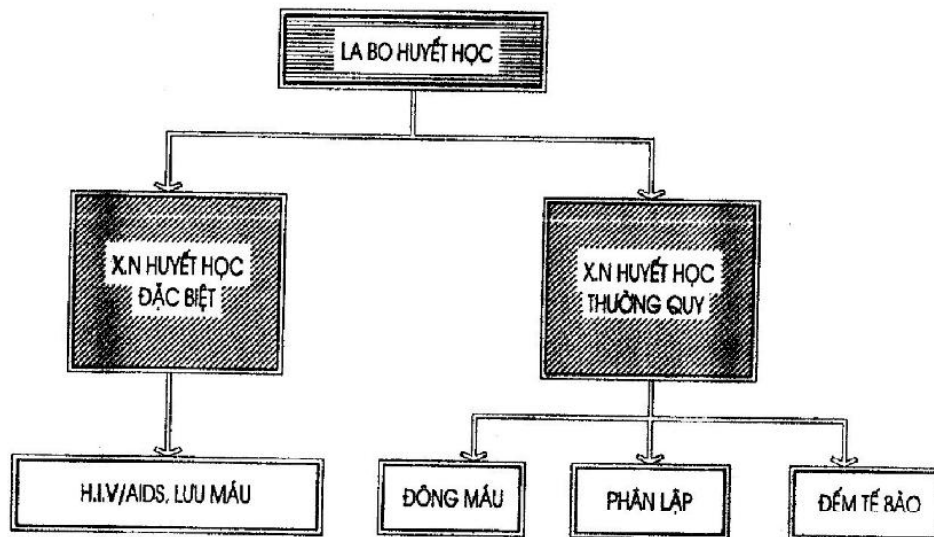 LA BO HUYẾT HỌC
X.N HUYẾT HỌC
ĐẶC BIỆT
X.N HUYẾT HỌC
THƯỜNG QUY
H.I.V/AIDS, LƯU MÁU
ĐÔNG MÁU
PHÂN LẬP
ĐẾM TẾ BÀO